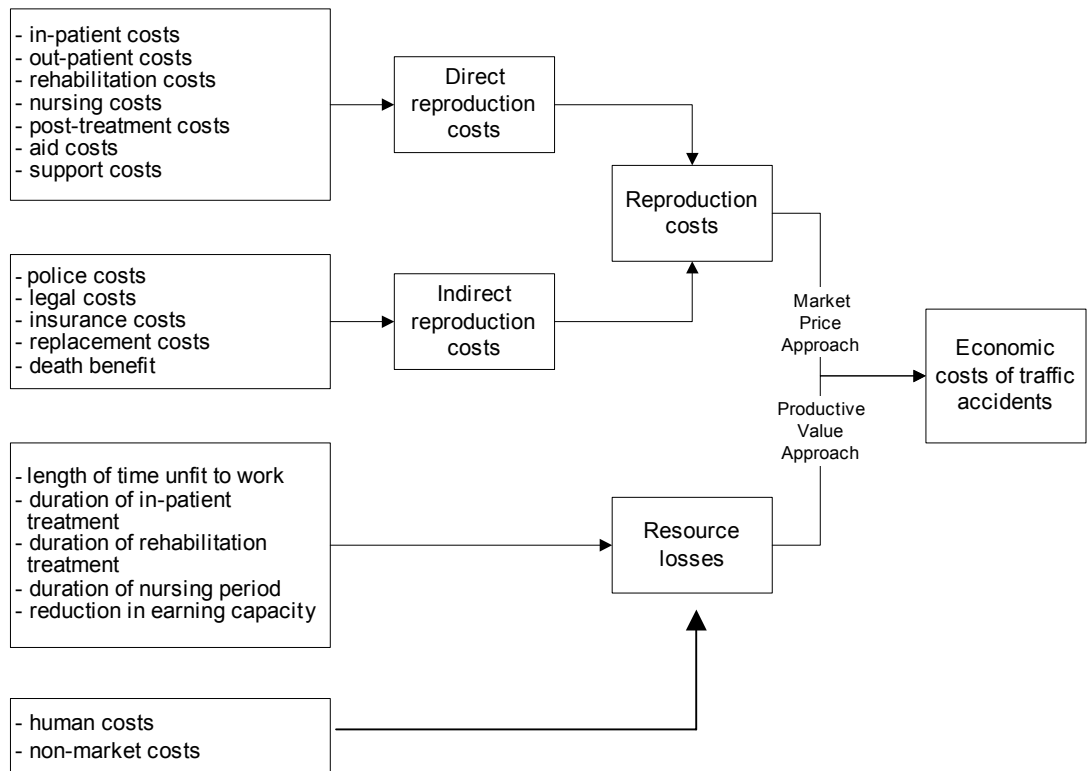 - in-patient costs
- out-patient costs
- rehabilitation costs
- nursing costs
- post-treatment costs
- aid costs
- support costs
Direct
reproduction
costs
Reproduction
costs
- police costs
- legal costs
- insurance costs
- replacement costs
- death benefit
Indirect
reproduction
costs
Market
Price
Approach
Economic
costs of traffic
accidents
Productive
Value
Approach
- length of time unfit to work
- duration of in-patient
treatment
- duration of rehabilitation
treatment
- duration of nursing period
- reduction in earning capacity
Resource
losses
- human costs
- non-market costs